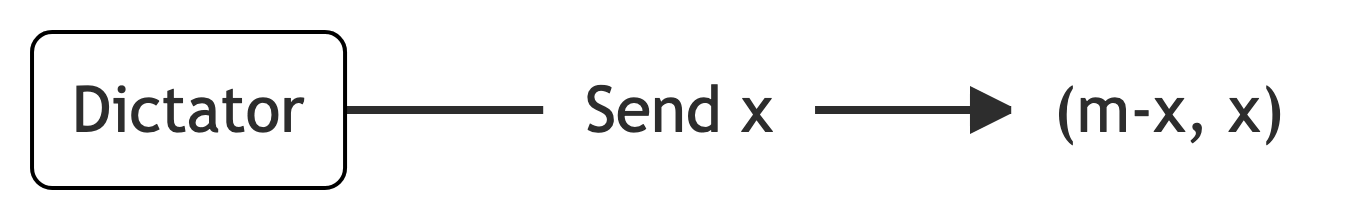 Dictator Send x (m-x, x)